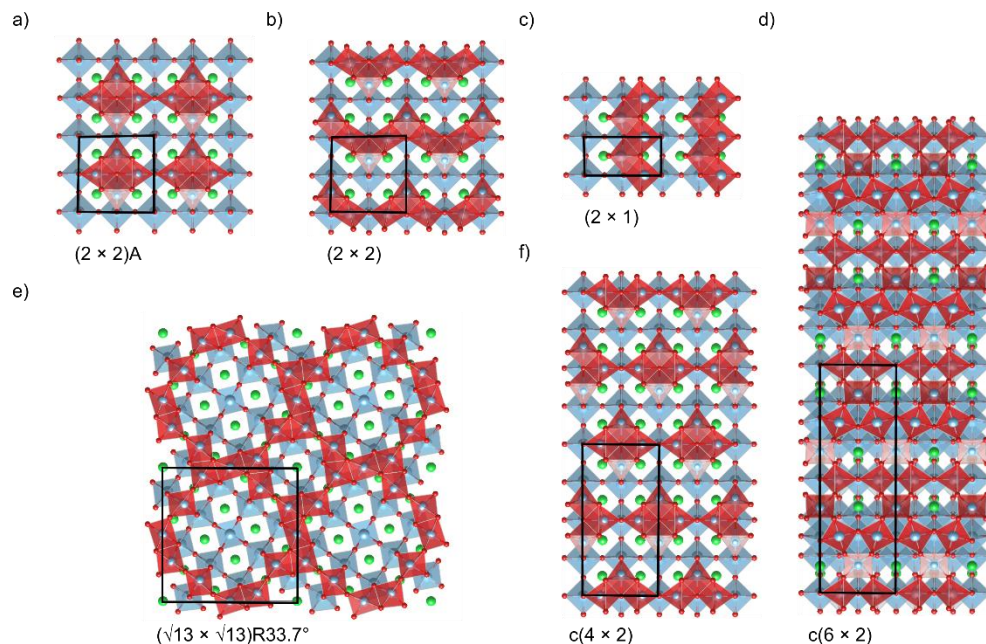 a)
b)
c)
d)
(2 × 2)A
(2 × 2)
(2 × 1)
e)
f)
(√13 × √13)R33.7°
c(4 × 2)
c(6 × 2)